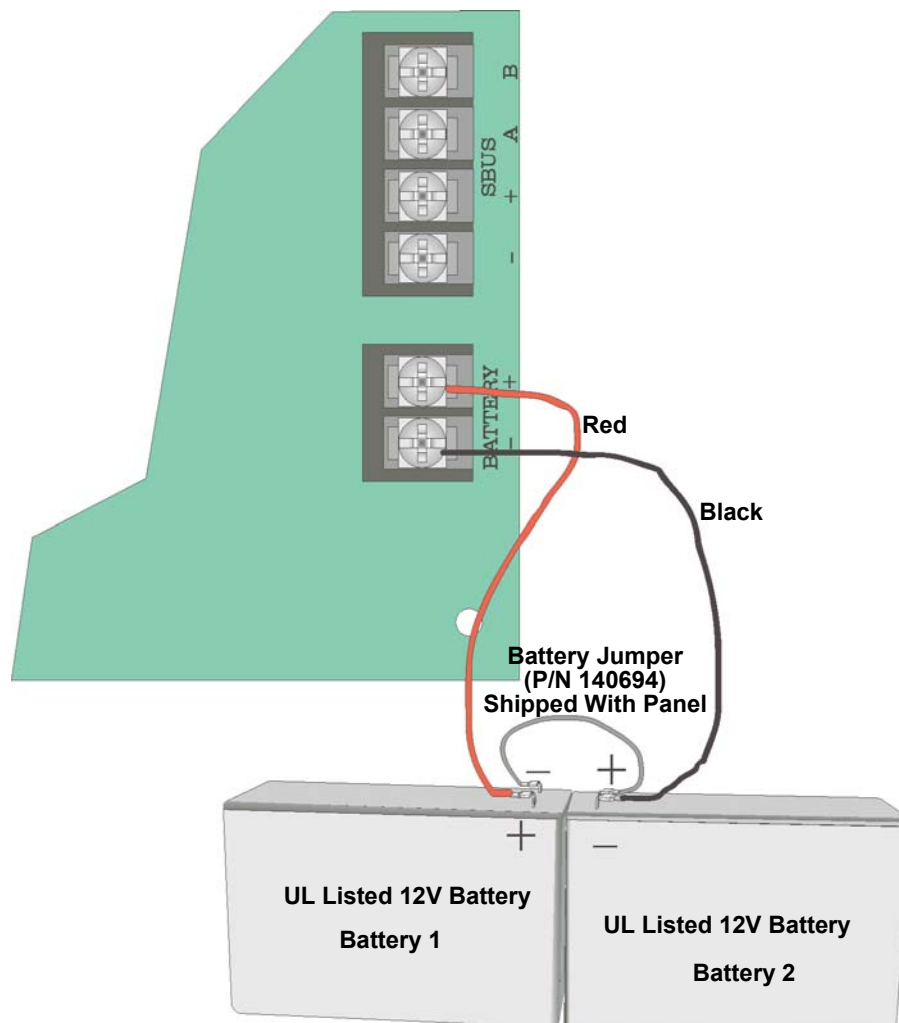 B
A
SBUS
+
-
BATTERY
+
-
Red
Black
Battery Jumper
(P/N 140694)
Shipped With Panel
- +
+ -
UL Listed 12V Battery
Battery 1
UL Listed 12V Battery
Battery 2